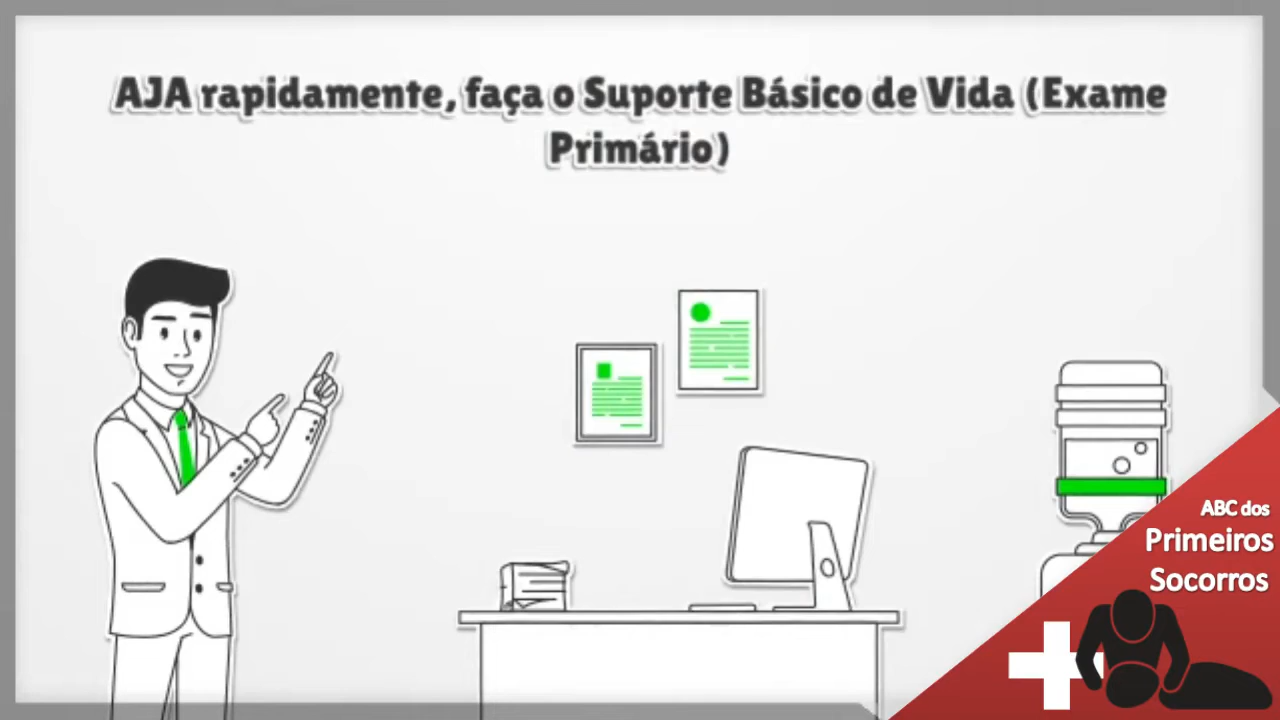 AJA rapidamente, faça o Suporte Básico de Vida (Exame
Primário)
ABC dos
Primeiros
Socorros